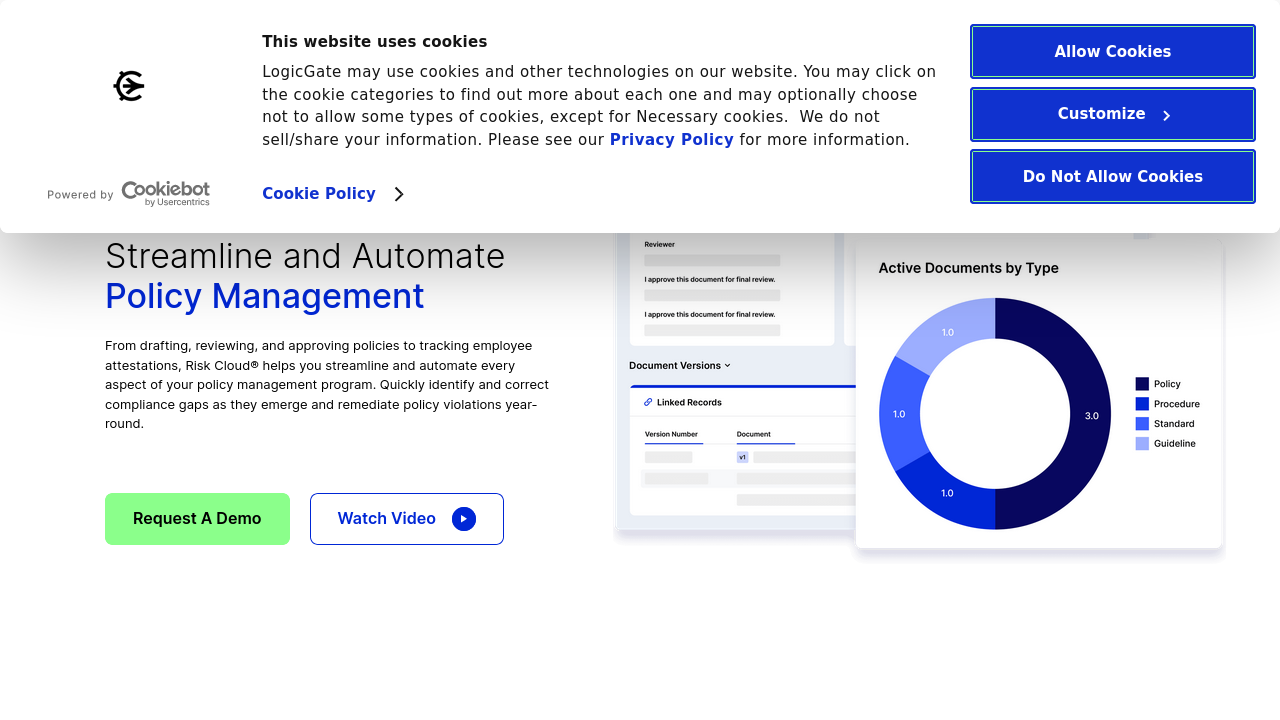 This website uses cookies
LogicGate may use cookies and other technologies on our website. You may click on
the cookie categories to find out more about each one and may optionally choose
not to allow some types of cookies, except for Necessary cookies.  We do not
sell/share your information. Please see our Privacy Policy for more information.
Cookie Policy
Powered by Cookiebot
by Usercentrics
Allow Cookies
Customize
Do Not Allow Cookies
Streamline and Automate
Policy Management
From drafting, reviewing, and approving policies to tracking employee
attestations, Risk Cloud® helps you streamline and automate every
aspect of your policy management program. Quickly identify and correct
compliance gaps as they emerge and remediate policy violations year-
round.
Request A Demo
Watch Video
Reviewer
I approve this document for final review.
I approve this document for final review.
Document Versions
Linked Records
Version Number
Document
v1
Active Documents by Type
1.0
1.0
3.0
1.0
Policy
Procedure
Standard
Guideline